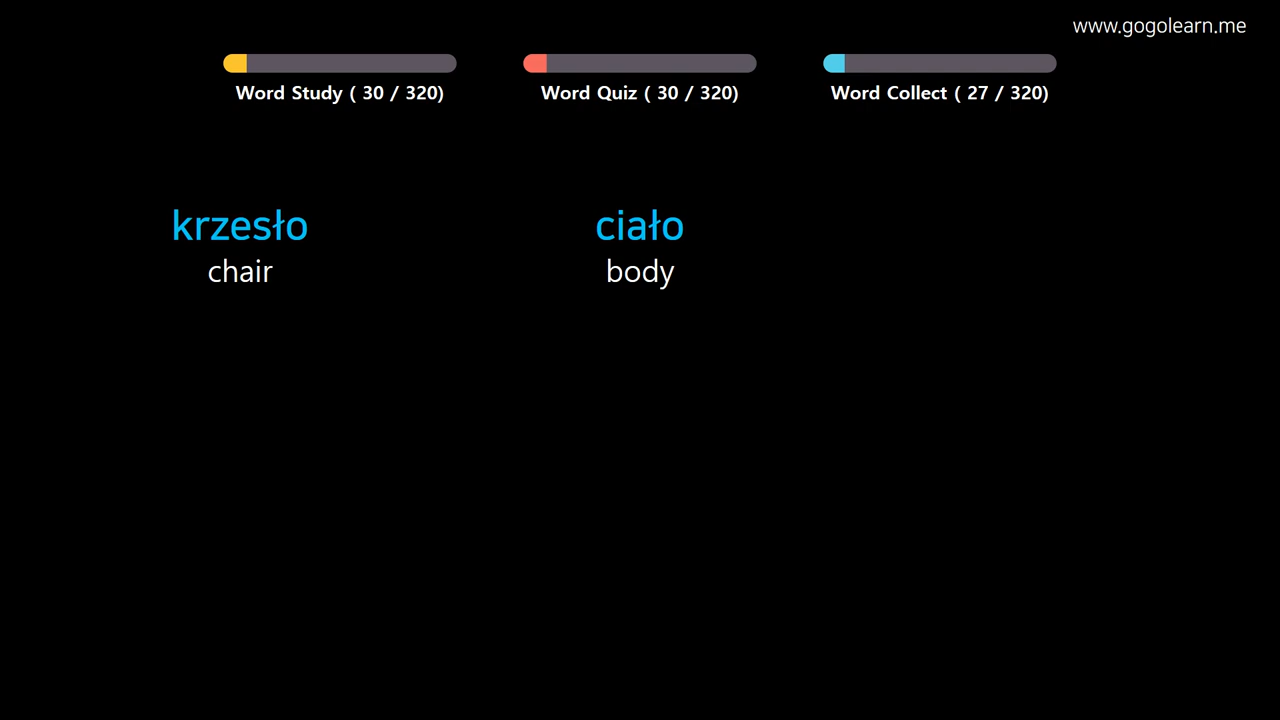 www.gogolearn.me
Word Study ( 30 / 320)
Word Quiz ( 30 / 320)
Word Collect ( 27 / 320)
krzesło
chair
ciało
body